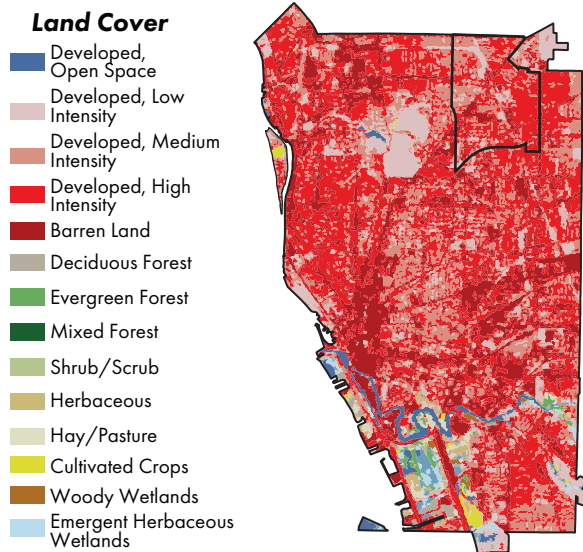 Land Cover
Developed,
Open Space
Developed, Low
Intensity
Developed, Medium
Intensity
Developed, High
Intensity
Barren Land
Deciduous Forest
Evergreen Forest
Mixed Forest
Shrub/Scrub
Herbaceous
Hay/Pasture
Cultivated Crops
Woody Wetlands
Emergent Herbaceous
Wetlands